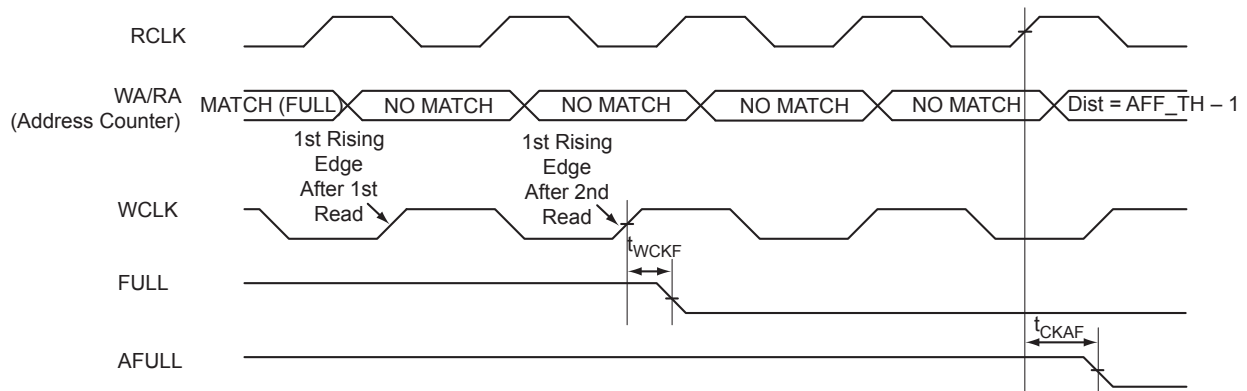 RCLK
WA/RA
(Address Counter)
MATCH (FULL)
NO MATCH
NO MATCH
NO MATCH
NO MATCH
Dist = AFF_TH – 1
1st Rising
Edge
After 1st
Read
1st Rising
Edge
After 2nd
Read
WCLK
tWCKF
FULL
tCKAF
AFULL